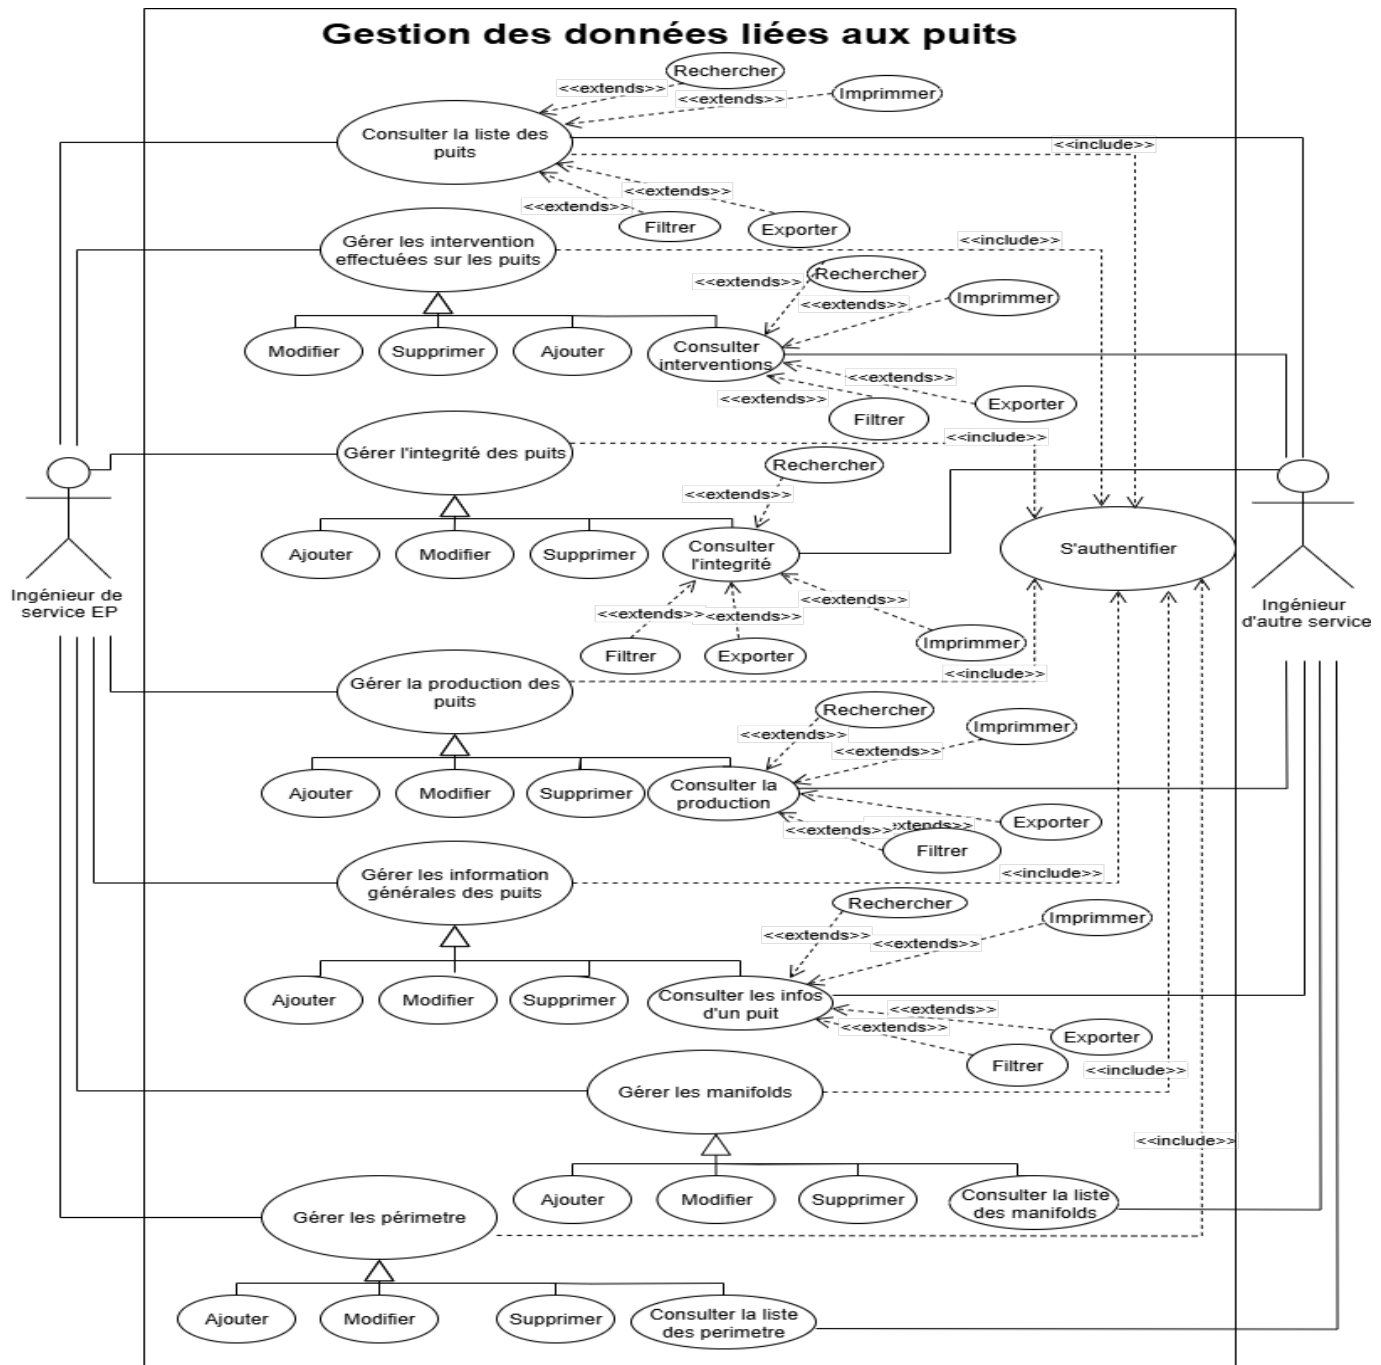 Gestion des données liées aux puits
Rechercher
<<extends>>
<<extends>>
Imprimmer
Consulter la liste des
puits
<<include>>
<<extends>>
<<extends>>
Filtrer
Exporter
Gérer les intervention
effectuées sur les puits
<<include>>
Rechercher
<<extends>>
<<extends>>
Imprimmer
Modifier
Supprimer
Ajouter
Consulter
interventions
<<extends>>
<<extends>>
Exporter
Filtrer
Gérer l'integrité des puits
<<include>>
Rechercher
<<extends>>
Ajouter
Modifier
Supprimer
Consulter
l'integrité
S'authentifier
Ingénieur de
service EP
Ingénieur
d'autre service
<<extends>>
<<extends>>
<<extends>>
Filtrer
Exporter
Imprimmer
Gérer la production des
puits
<<include>>
Rechercher
Imprimmer
<<extends>>
<<extends>>
Ajouter
Modifier
Supprimer
Consulter la
production
<<extends>>
extends>>
Exporter
Filtrer
Gérer les information
générales des puits
<<include>>
Rechercher
Imprimmer
<<extends>>
<<extends>>
Ajouter
Modifier
Supprimer
Consulter les infos
d'un puit
<<extends>>
<<extends>>
Exporter
Filtrer
<<include>>
Gérer les manifolds
<<include>>
Ajouter
Modifier
Supprimer
Consulter la liste
des manifolds
Gérer les périmetre
Ajouter
Modifier
Supprimer
Consulter la liste
des perimetre